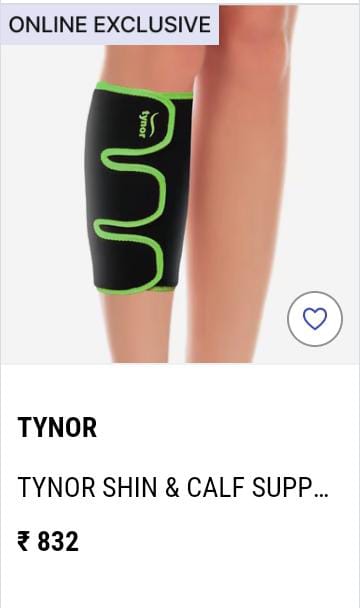 ONLINE EXCLUSIVE
tynor
TYNOR
TYNOR SHIN & CALF SUPP...
₹ 832